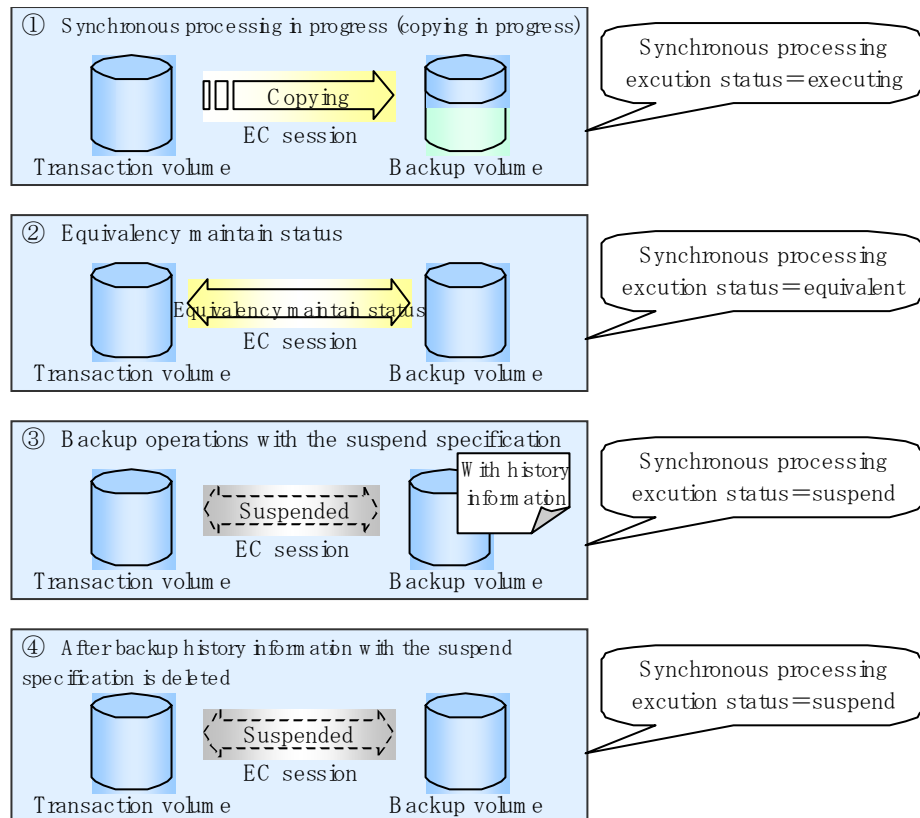 ① Synchronous processing in progress (copying in progress)
Copying
EC session
Transaction volume
Backup volume
Synchronous processing
excution status＝executing
② Equivalency maintain status
Equivalency maintain status
EC session
Transaction volume
Backup volume
Synchronous processing
excution status＝equivalent
③ Backup operations with the suspend specification
With history
information
Suspended
EC session
Transaction volume
Backup volume
Synchronous processing
excution status＝suspend
④ After backup history information with the suspend
specification is deleted
Suspended
EC session
Transaction volume
Backup volume
Synchronous processing
excution status＝suspend